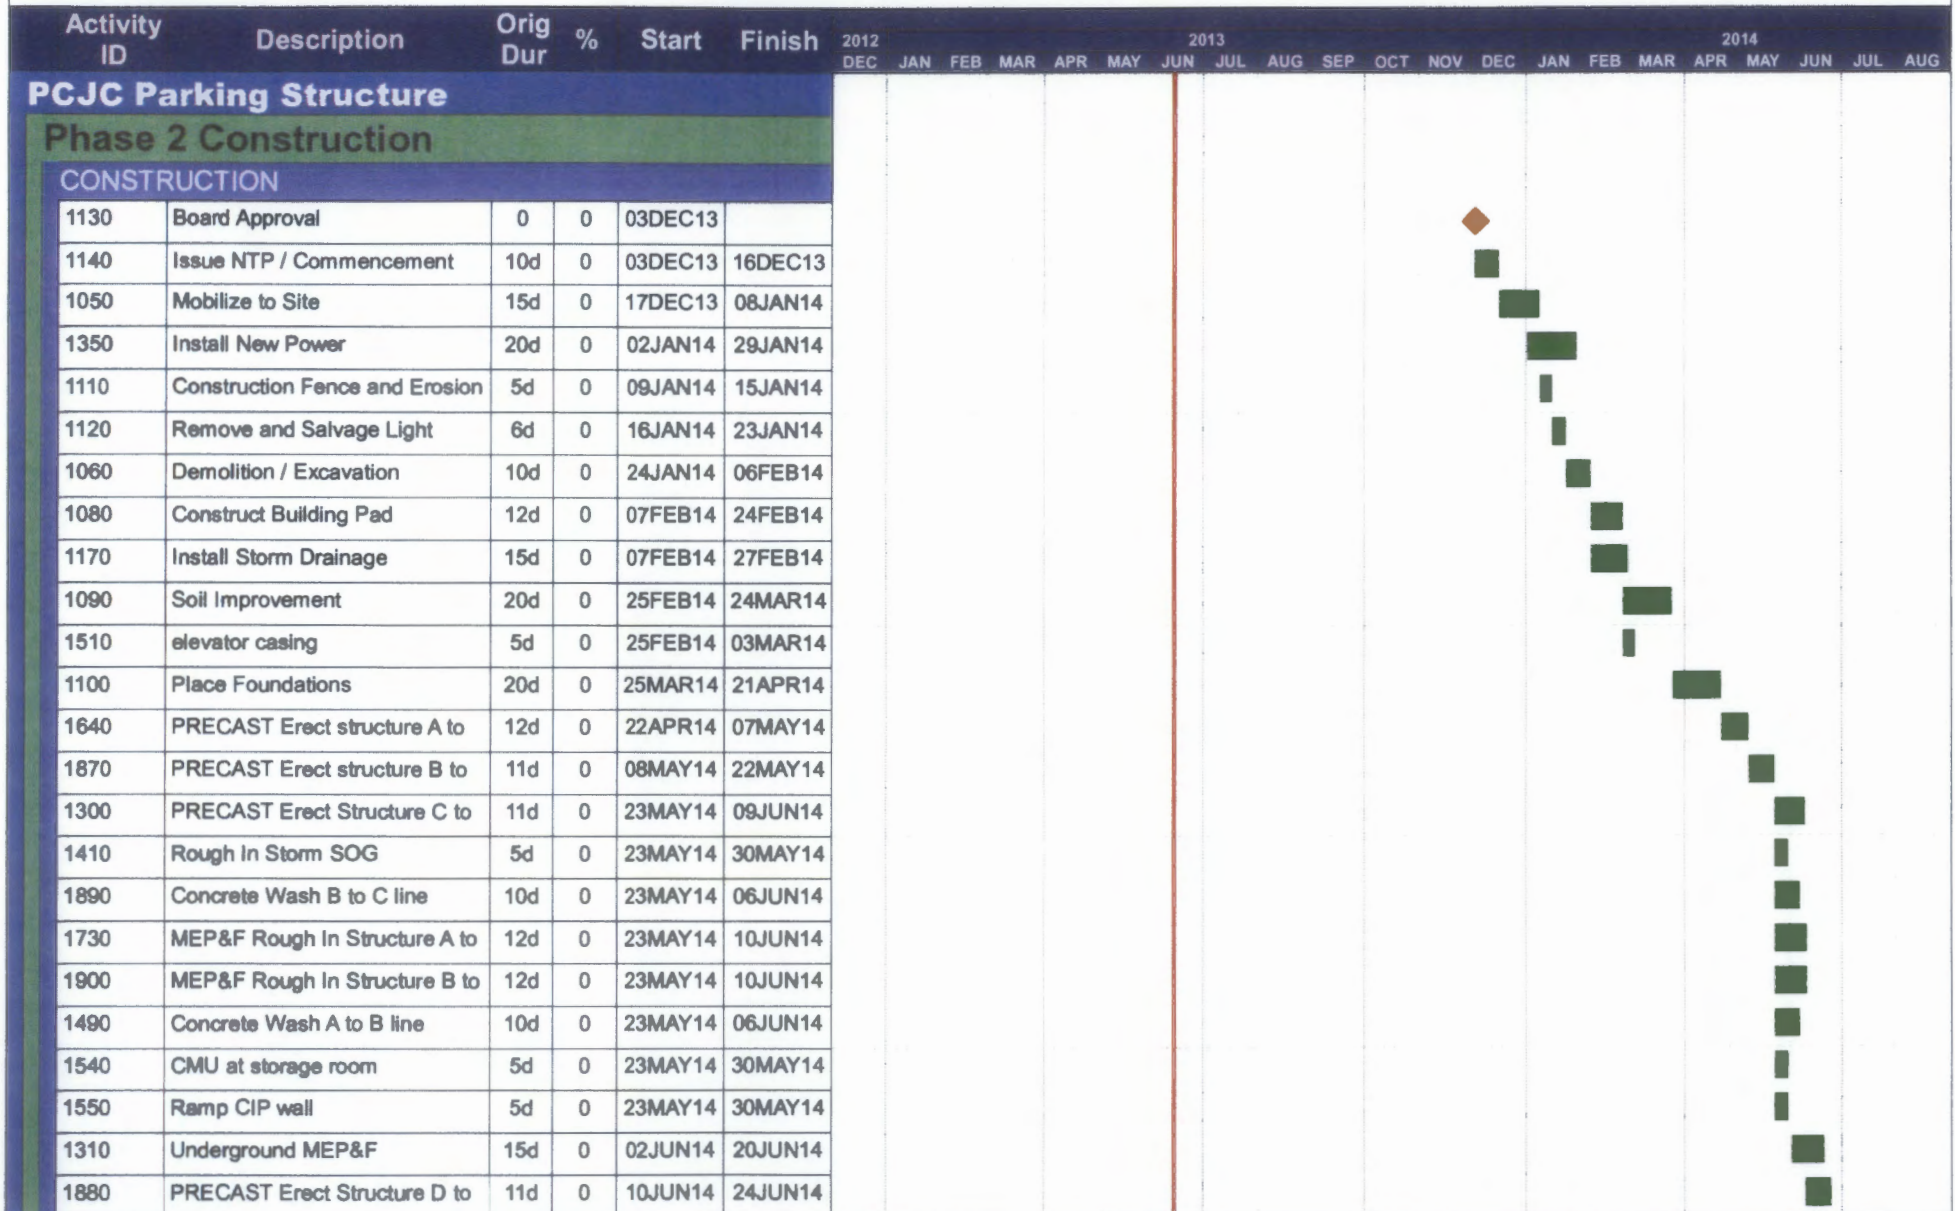 Activity ID Description Orig Dur % Start Finish 2012 2013 2014
DEC JAN FEB MAR APR MAY JUN JUL AUG SEP OCT NOV DEC JAN FEB MAR APR MAY JUN JUL AUG
PCJC Parking Structure
Phase 2 Construction
CONSTRUCTION
1130 Board Approval 0 0 03DEC13
1140 Issue NTP / Commencement 10d 0 03DEC13 16DEC13
1050 Mobilize to Site 15d 0 17DEC13 08JAN14
1350 Install New Power 20d 0 02JAN14 29JAN14
1110 Construction Fence and Erosion 5d 0 09JAN14 15JAN14
1120 Remove and Salvage Light 6d 0 16JAN14 23JAN14
1060 Demolition / Excavation 10d 0 24JAN14 06FEB14
1080 Construct Building Pad 12d 0 07FEB14 24FEB14
1170 Install Storm Drainage 15d 0 07FEB14 27FEB14
1090 Soil Improvement 20d 0 25FEB14 24MAR14
1510 elevator casing 5d 0 25FEB14 03MAR14
1100 Place Foundations 20d 0 25MAR14 21APR14
1640 PRECAST Erect structure A to 12d 0 22APR14 07MAY14
1870 PRECAST Erect structure B to 11d 0 08MAY14 22MAY14
1300 PRECAST Erect Structure C to 11d 0 23MAY14 09JUN14
1410 Rough In Storm SOG 5d 0 23MAY14 30MAY14
1890 Concrete Wash B to C line 10d 0 23MAY14 06JUN14
1730 MEP&F Rough In Structure A to 12d 0 23MAY14 10JUN14
1900 MEP&F Rough In Structure B to 12d 0 23MAY14 10JUN14
1490 Concrete Wash A to B line 10d 0 23MAY14 06JUN14
1540 CMU at storage room 5d 0 23MAY14 30MAY14
1550 Ramp CIP wall 5d 0 23MAY14 30MAY14
1310 Underground MEP&F 15d 0 02JUN14 20JUN14
1880 PRECAST Erect Structure D to 11d 0 10JUN14 24JUN14